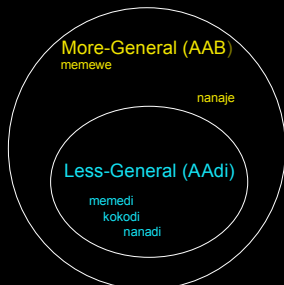 More-General (AAB)
memewe
nanaje
Less-General (AAdi)
memedi
kokodi
nanadi